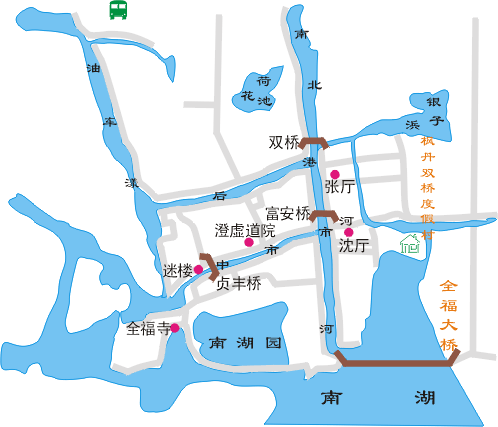 油车漾
南北市河
荷花池
银子浜
双桥
枫丹双桥度假村
张厅
后港
富安桥
澄虚道院
沈厅
中市河
迷楼
贞丰桥
全福大桥
全福寺
南湖园
南湖